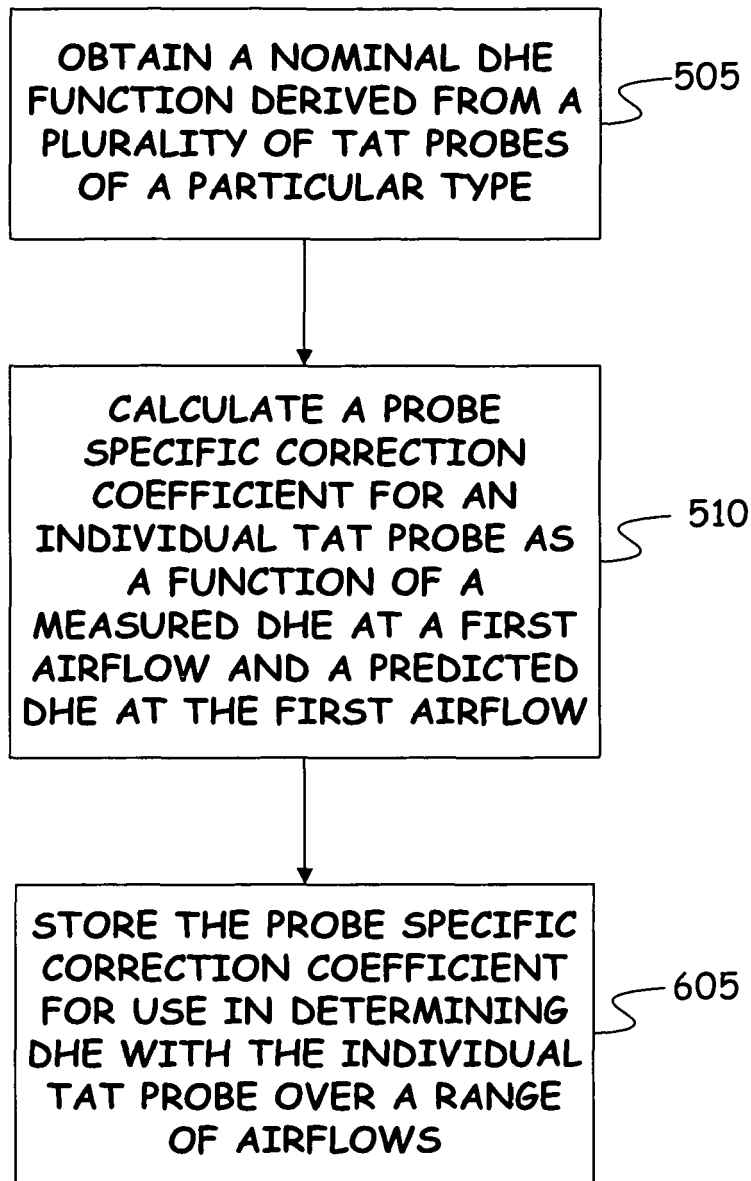 OBTAIN A NOMINAL DHE
FUNCTION DERIVED FROM A
PLURALITY OF TAT PROBES
OF A PARTICULAR TYPE
505
CALCULATE A PROBE
SPECIFIC CORRECTION
COEFFICIENT FOR AN
INDIVIDUAL TAT PROBE AS
A FUNCTION OF A
MEASURED DHE AT A FIRST
AIRFLOW AND A PREDICTED
DHE AT THE FIRST AIRFLOW
510
STORE THE PROBE SPECIFIC
CORRECTION COEFFICIENT
FOR USE IN DETERMINING
DHE WITH THE INDIVIDUAL
TAT PROBE OVER A RANGE
OF AIRFLOWS
605